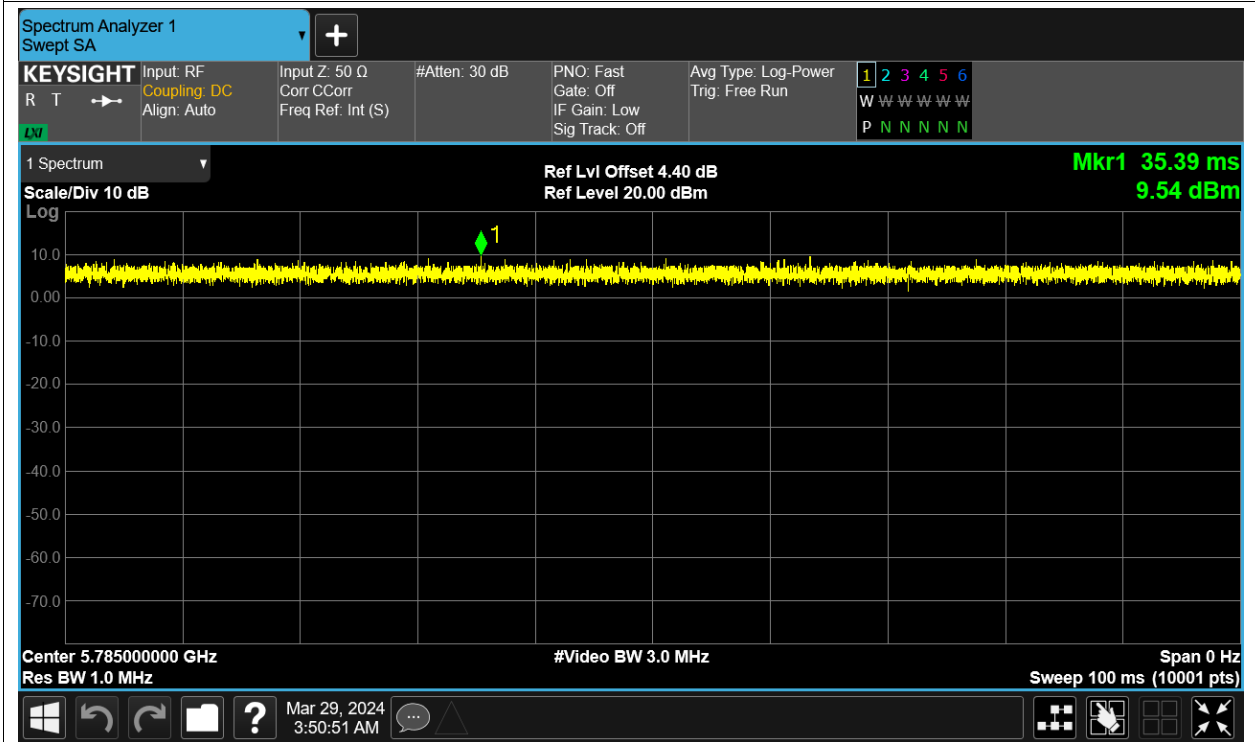 Spectrum Analyzer 1
Swept SA
KEYSIGHT
R T
LXI
Input: RF
Coupling: DC
Align: Auto
Input Z: 50 Ω
Corr CCorr
Freq Ref: Int (S)
#Atten: 30 dB
PNO: Fast
Gate: Off
IF Gain: Low
Sig Track: Off
Avg Type: Log-Power
Trig: Free Run
1 2 3 4 5 6
W W W W W W
P N N N N N
1 Spectrum
Scale/Div 10 dB
Ref Lvl Offset 4.40 dB
Ref Level 20.00 dBm
Mkr1 35.39 ms
9.54 dBm
Log
1
10.0
0.00
-10.0
-20.0
-30.0
-40.0
-50.0
-60.0
-70.0
Center 5.785000000 GHz
#Video BW 3.0 MHz
Span 0 Hz
Res BW 1.0 MHz
Sweep 100 ms (10001 pts)
?
Mar 29, 2024
3:50:51 AM